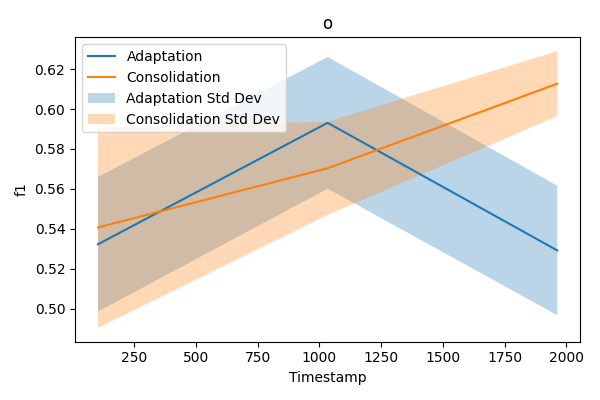 o
Adaptation
Consolidation
Adaptation Std Dev
Consolidation Std Dev
f1
0.62
0.60
0.58
0.56
0.54
0.52
0.50
250
500
750
1000
1250
1500
1750
2000
Timestamp